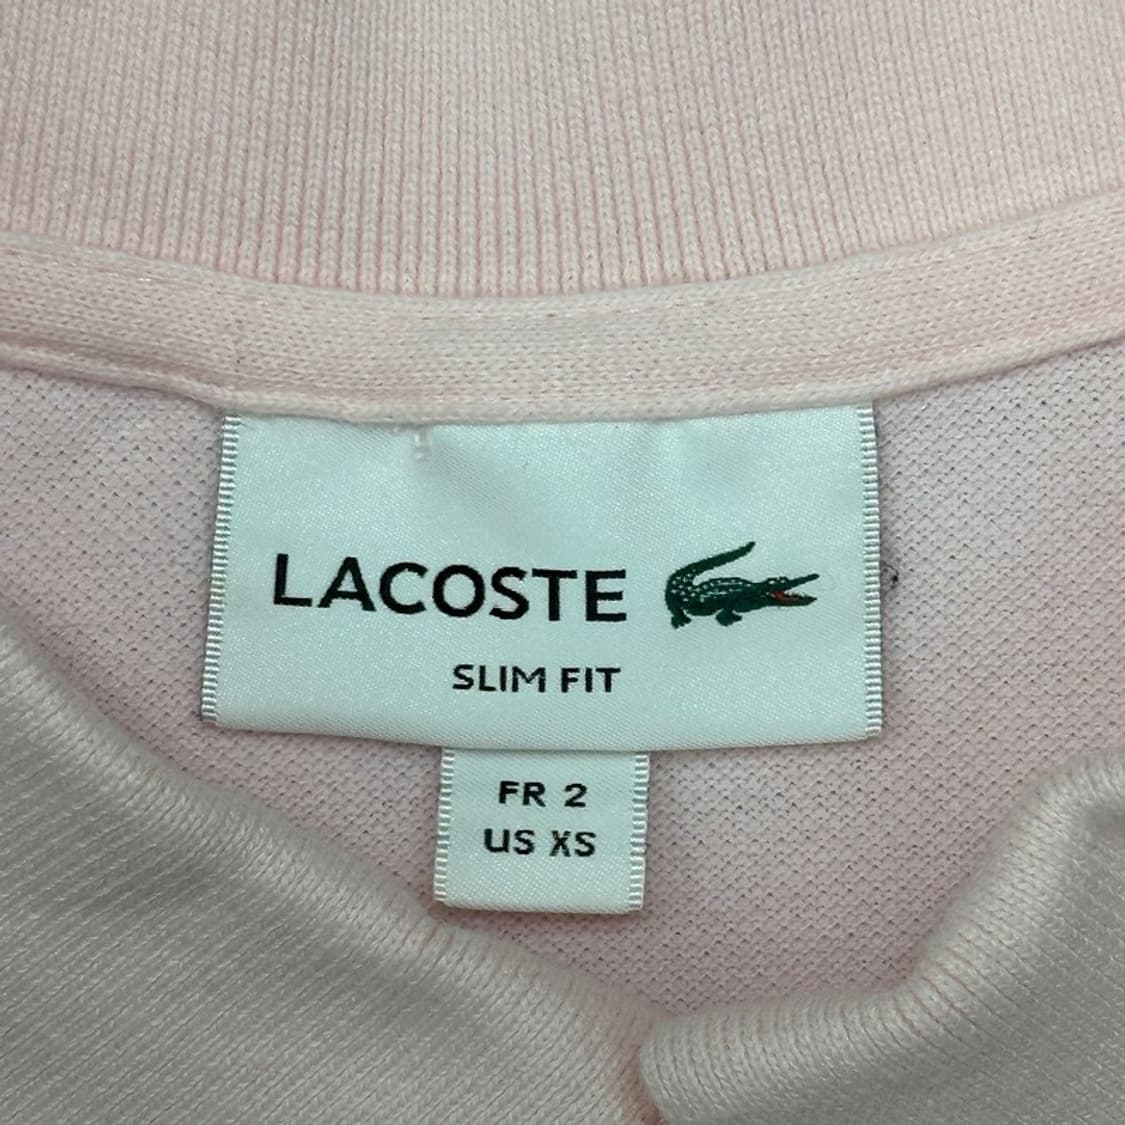 LACOSTE
SLIM FIT
FR 2
US XS